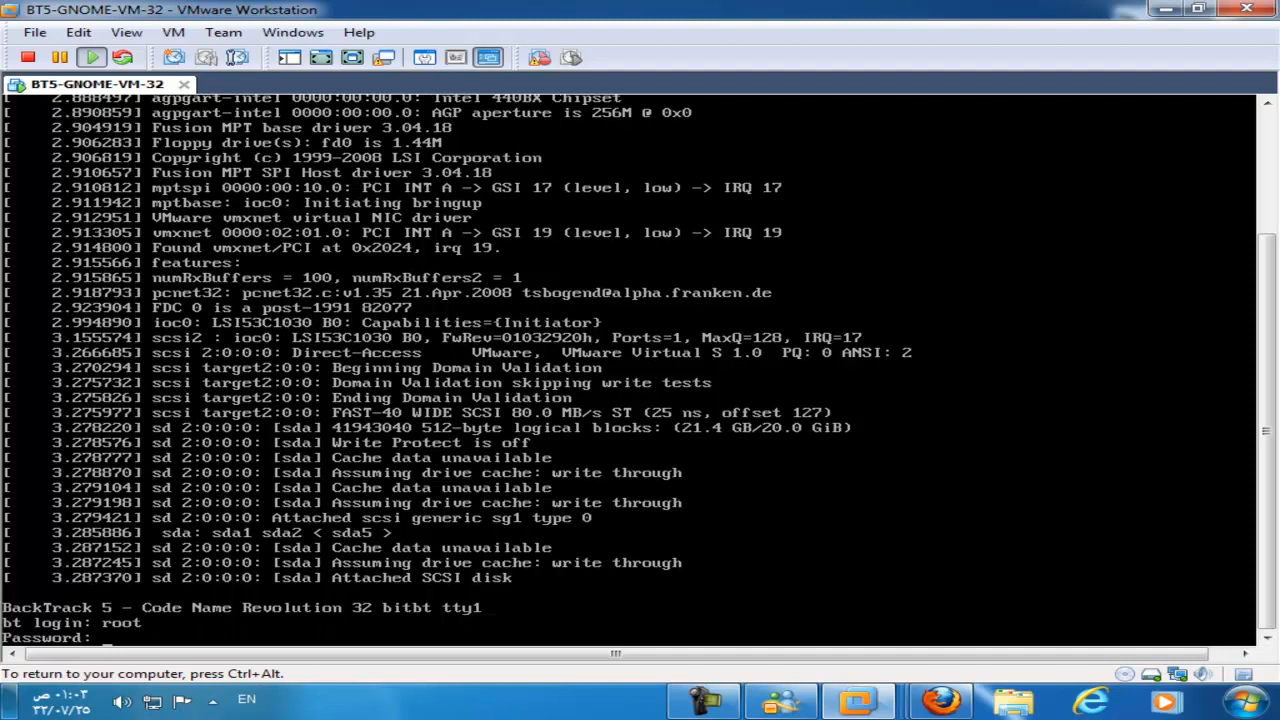 BT5-GNOME-VM-32 - VMware Workstation
File Edit View VM Team Windows Help
BT5-GNOME-VM-32
[ 2.888497] agpgart-intel 0000:00:00.0: Intel 440BX Chipset
[ 2.890859] agpgart-intel 0000:00:00.0: AGP aperture is 256M @ 0x0
[ 2.904919] Fusion MPT base driver 3.04.18
[ 2.906283] Floppy drive(s): fd0 is 1.44M
[ 2.906819] Copyright (c) 1999-2008 LSI Corporation
[ 2.910657] Fusion MPT SPI Host driver 3.04.18
[ 2.910812] mptspi 0000:00:10.0: PCI INT A -> GSI 17 (level, low) -> IRQ 17
[ 2.911942] mptbase: ioc0: Initiating bringup
[ 2.912951] VMware vmxnet virtual NIC driver
[ 2.913305] vmxnet 0000:02:01.0: PCI INT A -> GSI 19 (level, low) -> IRQ 19
[ 2.914800] Found vmxnet/PCI at 0x2024, irq 19.
[ 2.915566] features:
[ 2.915865] numRxBuffers = 100, numRxBuffers2 = 1
[ 2.918793] pcnet32: pcnet32.c:v1.35 21.Apr.2008 tsbogend@alpha.franken.de
[ 2.923904] FDC 0 is a post-1991 82077
[ 2.994890] ioc0: LSI53C1030 B0: Capabilities={Initiator}
[ 3.155574] scsi2 : ioc0: LSI53C1030 B0, FwRev=01032920h, Ports=1, MaxQ=128, IRQ=17
[ 3.266685] scsi 2:0:0:0: Direct-Access VMware, VMware Virtual S 1.0 PQ: 0 ANSI: 2
[ 3.270294] scsi target2:0:0: Beginning Domain Validation
[ 3.275732] scsi target2:0:0: Domain Validation skipping write tests
[ 3.275826] scsi target2:0:0: Ending Domain Validation
[ 3.275977] scsi target2:0:0: FAST-40 WIDE SCSI 80.0 MB/s ST (25 ns, offset 127)
[ 3.278220] sd 2:0:0:0: [sda] 41943040 512-byte logical blocks: (21.4 GB/20.0 GiB)
[ 3.278576] sd 2:0:0:0: [sda] Write Protect is off
[ 3.278777] sd 2:0:0:0: [sda] Cache data unavailable
[ 3.278870] sd 2:0:0:0: [sda] Assuming drive cache: write through
[ 3.279104] sd 2:0:0:0: [sda] Cache data unavailable
[ 3.279198] sd 2:0:0:0: [sda] Assuming drive cache: write through
[ 3.279421] sd 2:0:0:0: Attached scsi generic sg1 type 0
[ 3.285886] sda: sda1 sda2 < sda5 >
[ 3.287152] sd 2:0:0:0: [sda] Cache data unavailable
[ 3.287245] sd 2:0:0:0: [sda] Assuming drive cache: write through
[ 3.287370] sd 2:0:0:0: [sda] Attached SCSI disk
BackTrack 5 - Code Name Revolution 32 bitbt tty1
bt login: root
Password: _
To return to your computer, press Ctrl+Alt.
٠١:٠٣ ص
EN
٣٢/٠٧/٢٥